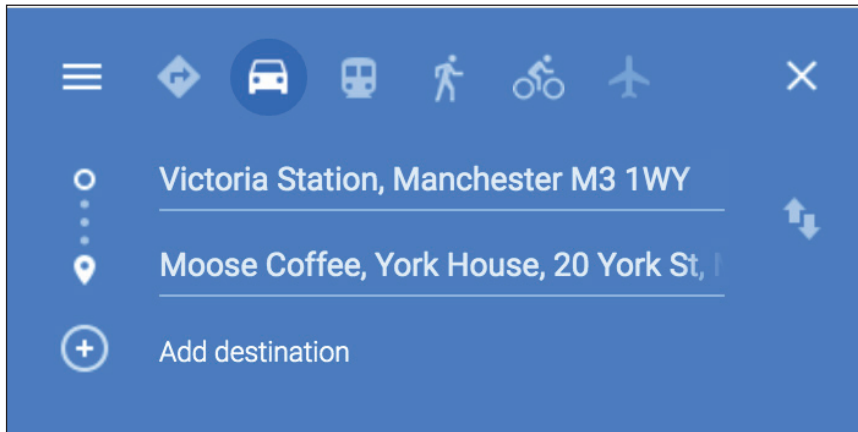 Victoria Station, Manchester M3 1WY
Moose Coffee, York House, 20 York St,
Add destination